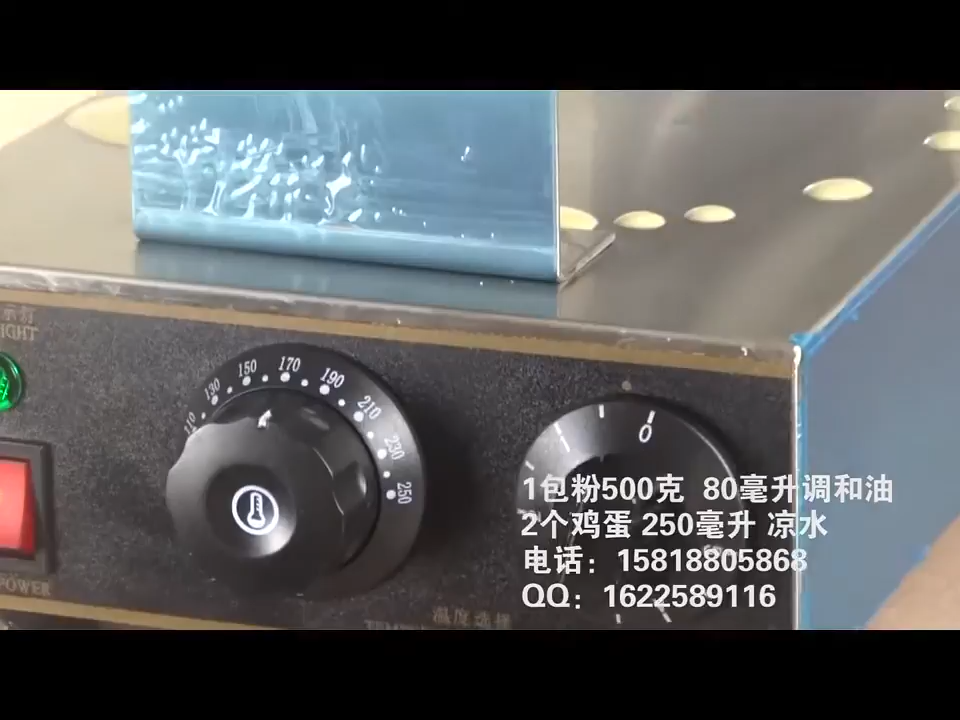 示灯
IGHT
110
130
150
170
190
210
230
250
0
POWER
温度选择
1包粉500克 80毫升调和油
2个鸡蛋 250毫升 凉水
电话：15818805868
QQ：1622589116